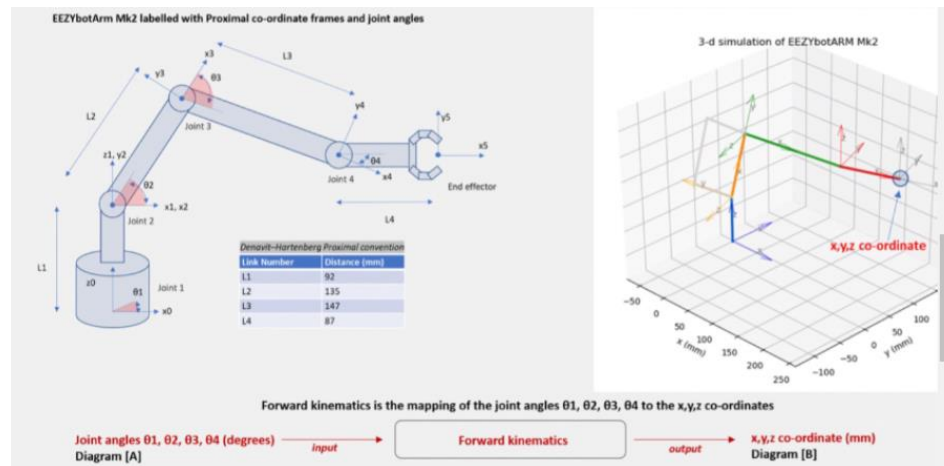 EEZYbotArm Mk2 labelled with Proximal co-ordinate frames and joint angles
x3
L3
θ3
y3
L2
Joint 3
y4
y5
z1, y2
θ2
x1, x2
Joint 2
θ4
x4
x5
Joint 4
End effector
L4
L1
z0
θ1
Joint 1
x0
Denavit–Hartenberg Proximal convention
Link Number Distance (mm)
L1 92
L2 135
L3 147
L4 87
3-d simulation of EEZYbotARM Mk2
x,y,z co-ordinate
-50
0
50
100
150
200
250
x (mm)
-100
-50
0
50
100
y (mm)
Forward kinematics is the mapping of the joint angles θ1, θ2, θ3, θ4 to the x,y,z co-ordinates
Joint angles θ1, θ2, θ3, θ4 (degrees)
Diagram [A]
input
Forward kinematics
output
x,y,z co-ordinate (mm)
Diagram [B]